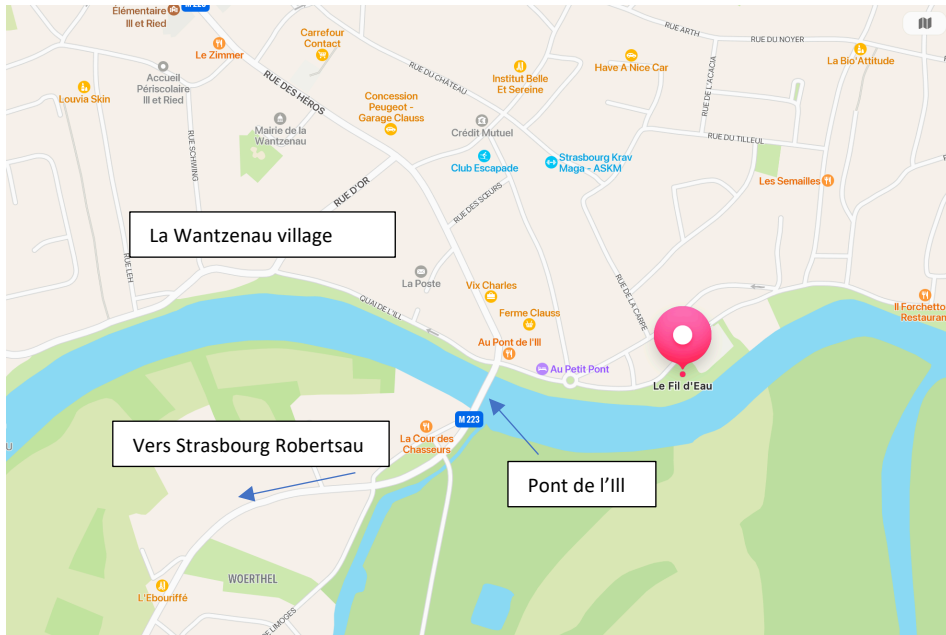 Élémentaire
Ill et Ried
M 223
Le Zimmer
Carrefour
Contact
RUE ARTH
RUE DU NOYER
La Bio'Attitude
Have A Nice Car
RUE DU CHÂTEAU
Institut Belle
Et Sereine
Accueil
Périscolaire
Ill et Ried
Louvia Skin
RUE DES HÉROS
Concession
Peugeot -
Garage Clauss
RUE DE L'ACACIA
Mairie de la
Wantzenau
Crédit Mutuel
RUE DU TILLEUL
RUE SCHWING
Club Escapade
Strasbourg Krav
Maga - ASKM
Les Semailles
RUE D'OR
RUE DES SŒURS
La Wantzenau village
RUE LEH
La Poste
Vix Charles
QUAI DE L'ILL
RUE DE LA CARPE
Il Forchetto
Restauran
Ferme Clauss
Au Pont de l'Ill
Au Petit Pont
Le Fil d'Eau
M 223
La Cour des
Chasseurs
Vers Strasbourg Robertsau
Pont de l'Ill
WOERTHEL
L'Ebouriffé
DE LIMOGES